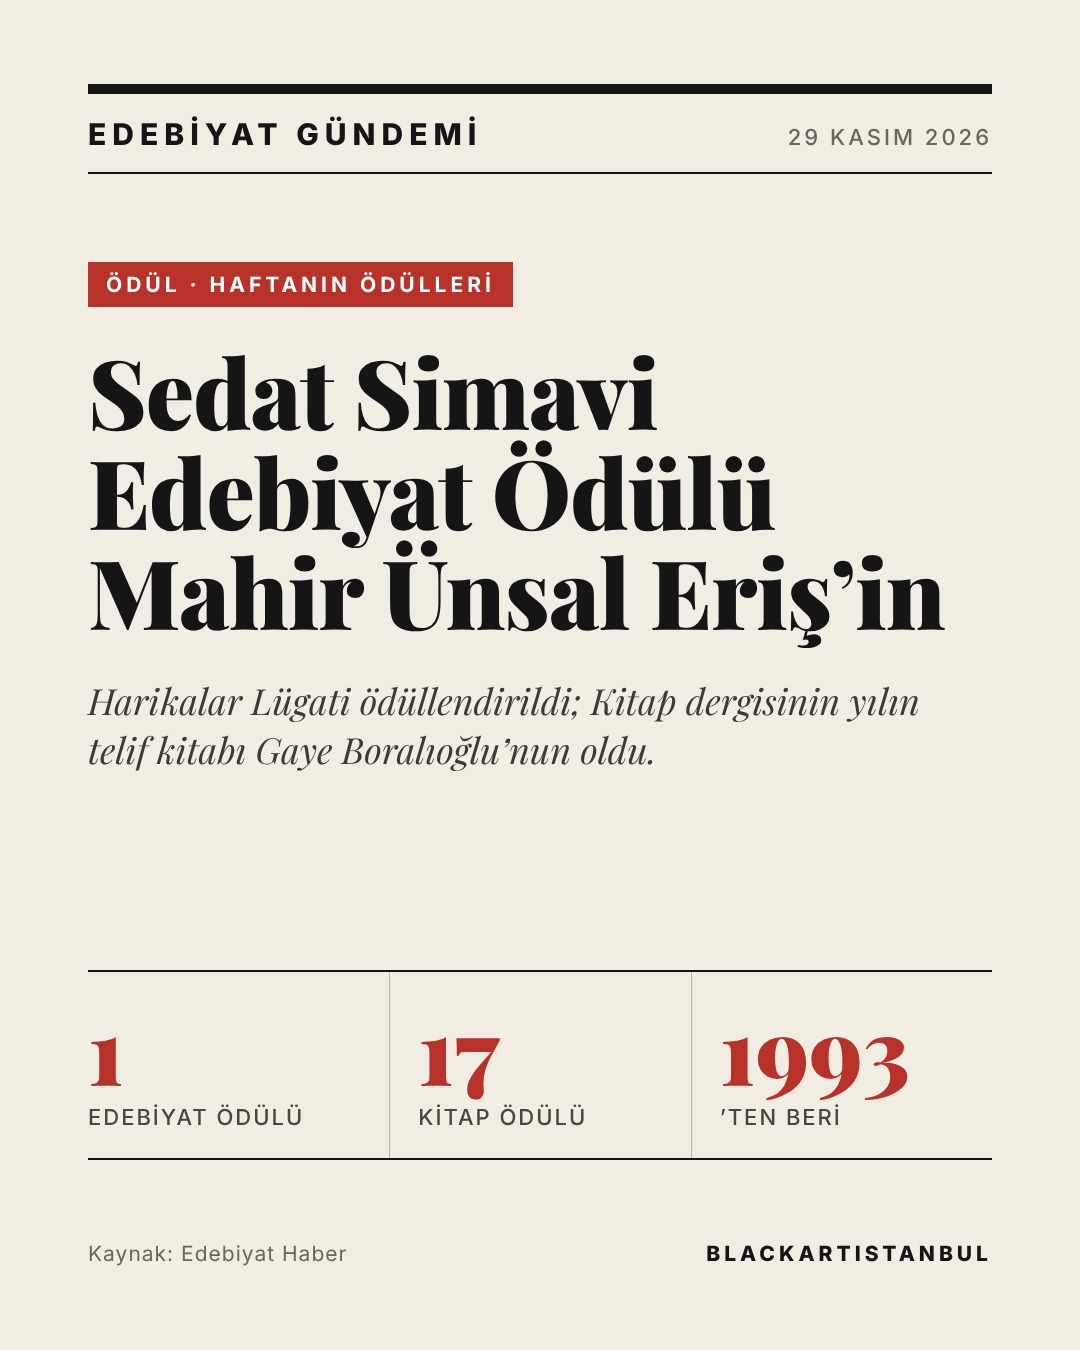 EDEBİYAT GÜNDEMİ
29 KASIM 2026
ÖDÜL · HAFTANIN ÖDÜLLERİ
Sedat Simavi
Edebiyat Ödülü
Mahir Ünsal Eriş’in
Harikalar Lügati ödüllendirildi; Kitap dergisinin yılın
telif kitabı Gaye Boralıoğlu’nun oldu.
1
EDEBİYAT ÖDÜLÜ
17
KİTAP ÖDÜLÜ
1993
’TEN BERİ
Kaynak: Edebiyat Haber
BLACKARTISTANBUL